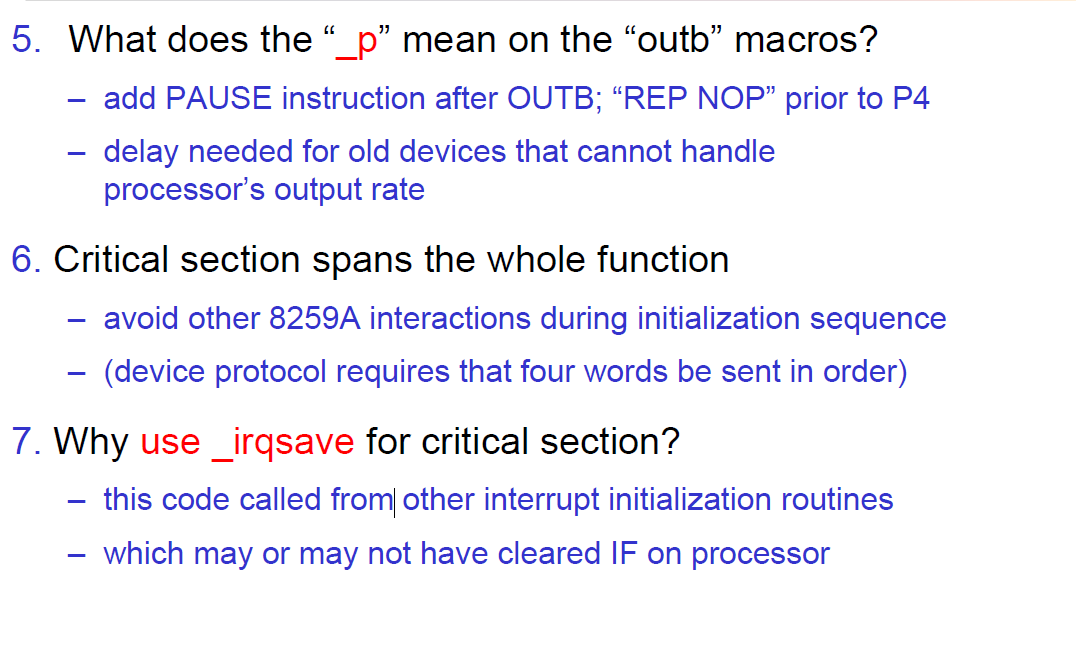 5. What does the “_p” mean on the “outb” macros?
– add PAUSE instruction after OUTB; “REP NOP” prior to P4
– delay needed for old devices that cannot handle
processor’s output rate
6. Critical section spans the whole function
– avoid other 8259A interactions during initialization sequence
– (device protocol requires that four words be sent in order)
7. Why use _irqsave for critical section?
– this code called from other interrupt initialization routines
– which may or may not have cleared IF on processor